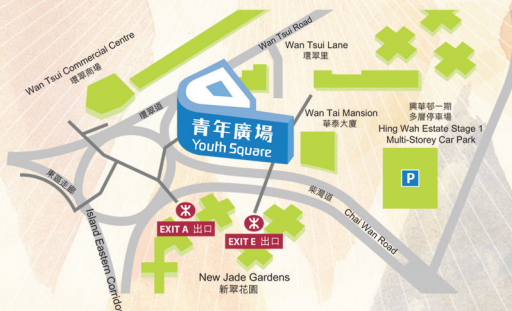 Wan Tsui Commercial Centre
環翠商場
Wan Tsui Road
環翠道
Wan Tsui Lane
環翠里
青年廣場
Youth Square
Wan Tai Mansion
華泰大廈
興華邨一期
多層停車場
Hing Wah Estate Stage 1
Multi-Storey Car Park
P
東區走廊
Island Eastern Corrido
柴灣道
Chai Wan Road
EXIT A 出口
EXIT E 出口
New Jade Gardens
新翠花園